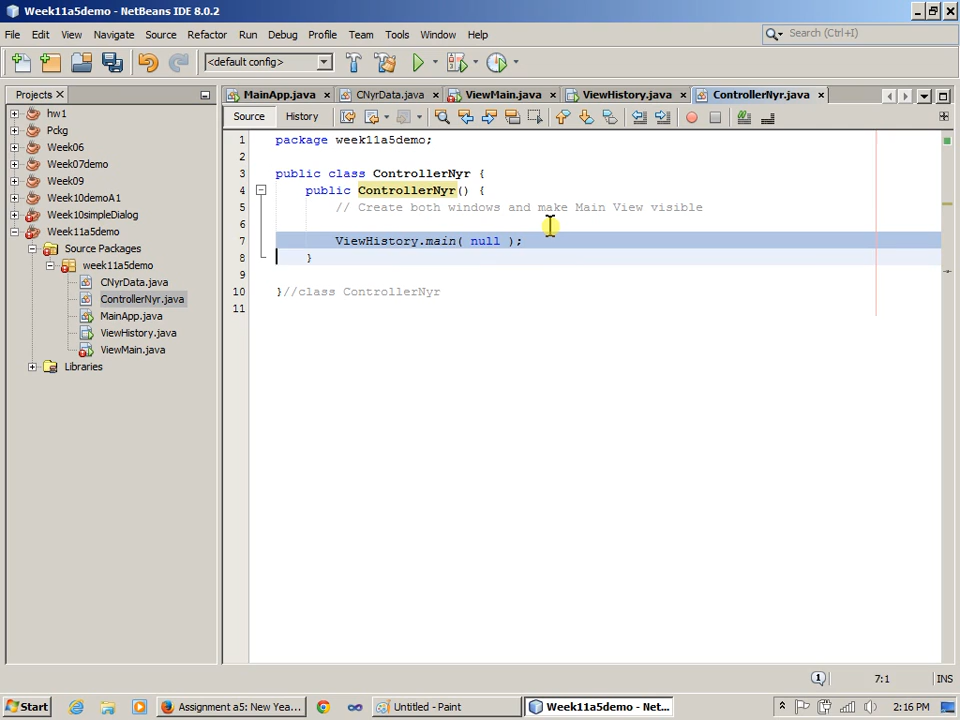 Week11a5demo - NetBeans IDE 8.0.2
File Edit View Navigate Source Refactor Run Debug Profile Team Tools Window Help
Search (Ctrl+I)
<default config>
Projects
MainApp.java CNyrData.java ViewMain.java ViewHistory.java ControllerNyr.java
Source History
hw1
Pckg
Week06
Week07demo
Week09
Week10demoA1
Week10simpleDialog
Week11a5demo
Source Packages
week11a5demo
CNyrData.java
ControllerNyr.java
MainApp.java
ViewHistory.java
ViewMain.java
Libraries
1 package week11a5demo;
2
3 public class ControllerNyr {
4 public ControllerNyr() {
5 // Create both windows and make Main View visible
6
7 ViewHistory.main( null );
8 }
9
10 }//class ControllerNyr
11
1 7:1 INS
Start Assignment a5: New Yea... Untitled - Paint Week11a5demo - Net... 2:16 PM